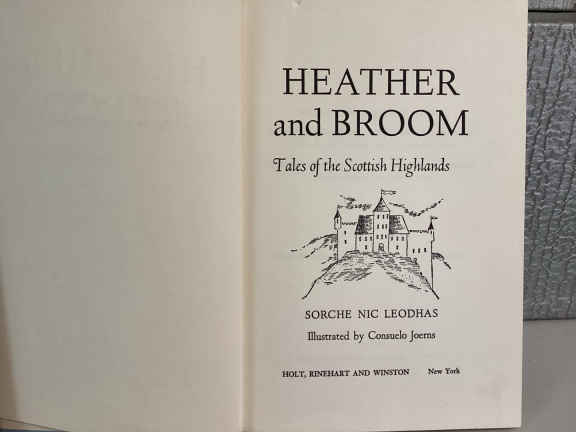 HEATHER
and BROOM
Tales of the Scottish Highlands
SORCHE NIC LEODHAS
Illustrated by Consuelo Joerns
HOLT, RINEHART AND WINSTON New York